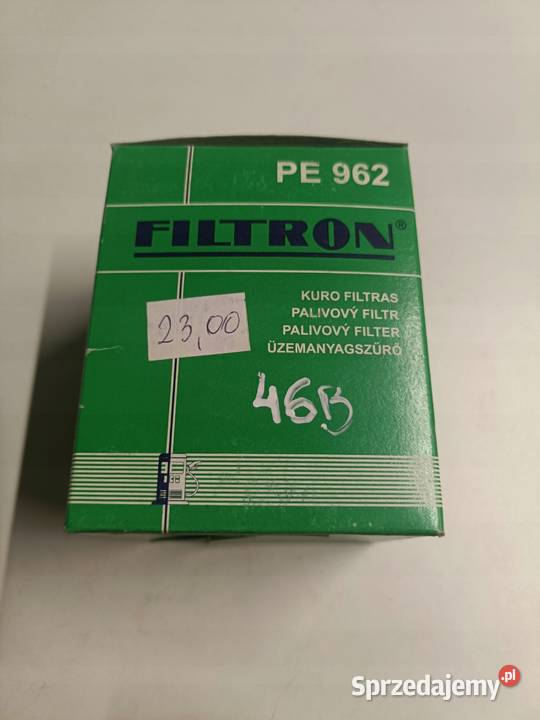 PE 962
FILTRON®
KURO FILTRAS
PALIVOVÝ FILTR
PALIVOVÝ FILTER
ÜZEMANYAGSZŰRŐ
23,00
46B
Sprzedajemy.pl